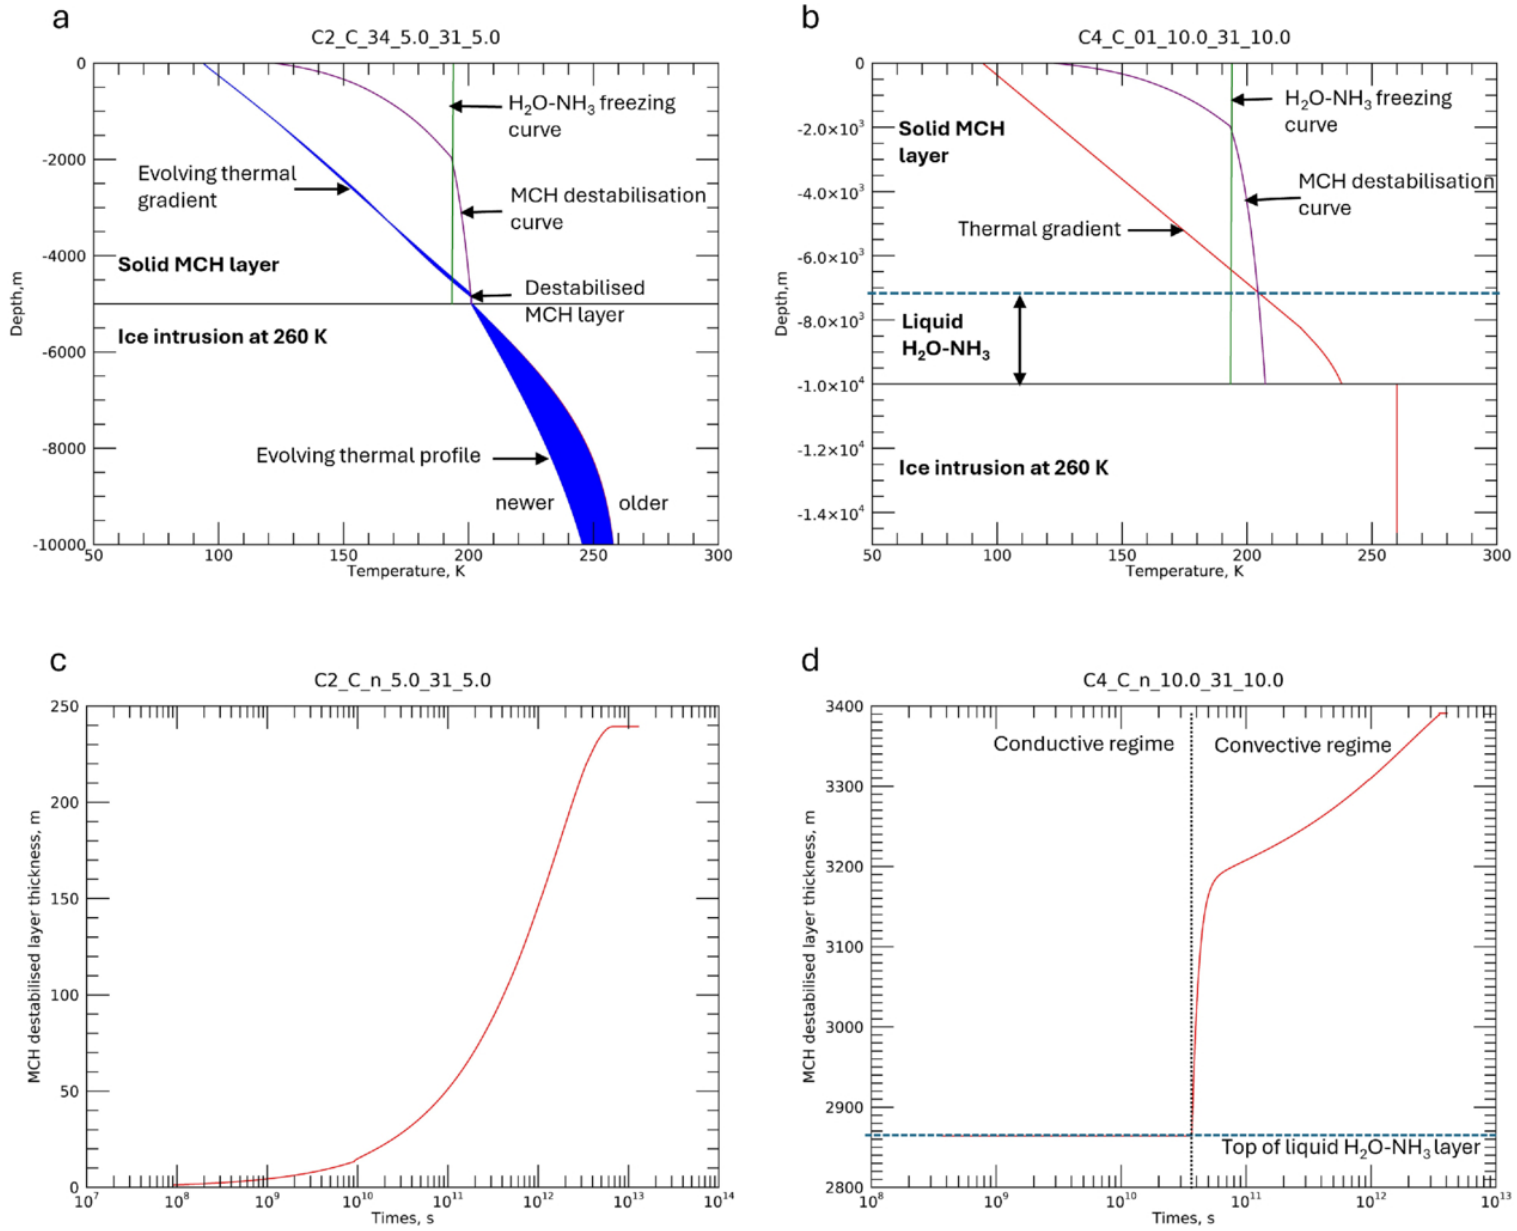 a
C2_C_34_5.0_31_5.0
0
-2000
-4000
-6000
-8000
-10000
Depth,m
H₂O-NH₃ freezing
curve
Evolving thermal
gradient
MCH destabilisation
curve
Solid MCH layer
Destabilised
MCH layer
Ice intrusion at 260 K
Evolving thermal profile
newer
older
50
100
150
200
250
300
Temperature, K
b
C4_C_01_10.0_31_10.0
0
-2.0×10³
-4.0×10³
-6.0×10³
-8.0×10³
-1.0×10⁴
-1.2×10⁴
-1.4×10⁴
Depth,m
Solid MCH
layer
H₂O-NH₃ freezing
curve
MCH destabilisation
curve
Thermal gradient
Liquid
H₂O-NH₃
Ice intrusion at 260 K
50
100
150
200
250
300
Temperature, K
c
C2_C_n_5.0_31_5.0
250
200
150
100
50
0
MCH destabilised layer thickness, m
10⁷
10⁸
10⁹
10¹⁰
10¹¹
10¹²
10¹³
10¹⁴
Times, s
d
C4_C_n_10.0_31_10.0
3400
3300
3200
3100
3000
2900
2800
MCH destabilised layer thickness, m
Conductive regime
Convective regime
Top of liquid H₂O-NH₃ layer
10⁸
10⁹
10¹⁰
10¹¹
10¹²
10¹³
Times, s